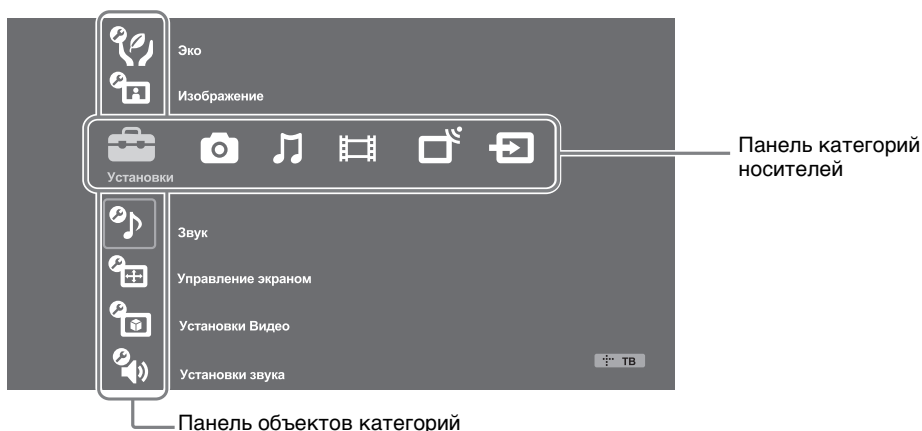 Эко
Изображение
Установки
Панель категорий
носителей
Звук
Управление экраном
Установки Видео
Установки звука
ТВ
Панель объектов категорий